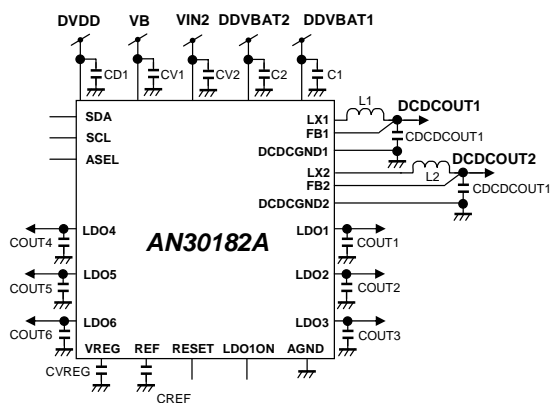 DVDD VB VIN2 DDVBAT2 DDVBAT1
CD1 CV1 CV2 C2 C1
SDA
SCL
ASEL
LX1 L1 DCDCOUT1
FB1
CDCDCOUT1
DCDCGND1
LX2 L2 DCDCOUT2
FB2
CDCDCOUT1
DCDCGND2
AN30182A
COUT4 LDO4 LDO1 COUT1
COUT5 LDO5 LDO2 COUT2
COUT6 LDO6 LDO3 COUT3
VREG REF RESET LDO1ON AGND
CVREG
CREF